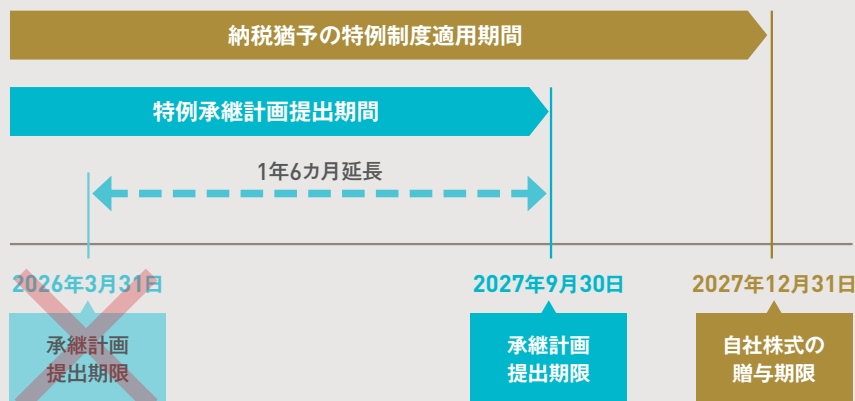 納税猶予の特例制度適用期間
特例承継計画提出期間
1年6カ月延長
2026年3月31日
2027年9月30日
2027年12月31日
承継計画
提出期限
承継計画
提出期限
自社株式の
贈与期限